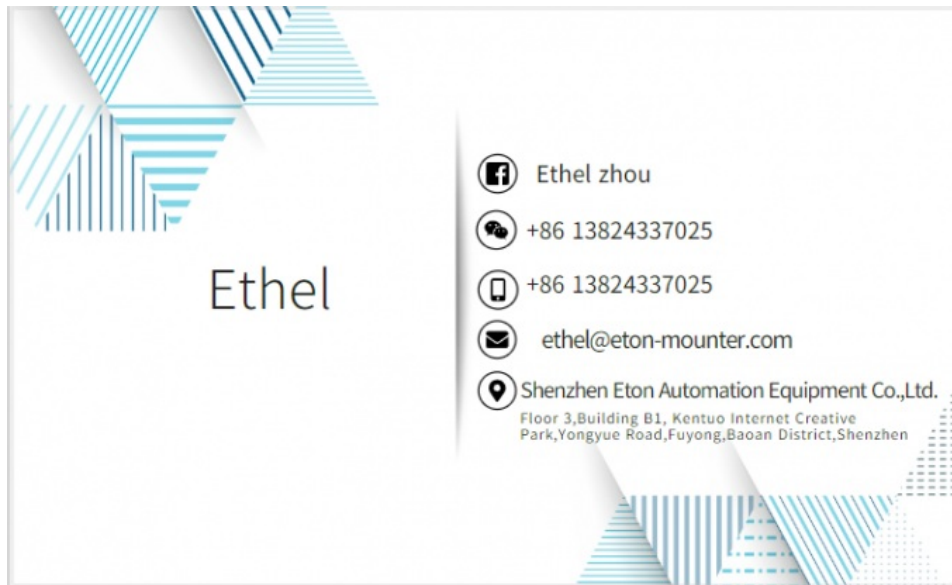 Ethel
Ethel zhou
+86 13824337025
+86 13824337025
ethel@eton-mounter.com
Shenzhen Eton Automation Equipment Co.,Ltd.
Floor 3,Building B1, Kentuo Internet Creative
Park,Yongyue Road,Fuyong,Baoan District,Shenzhen